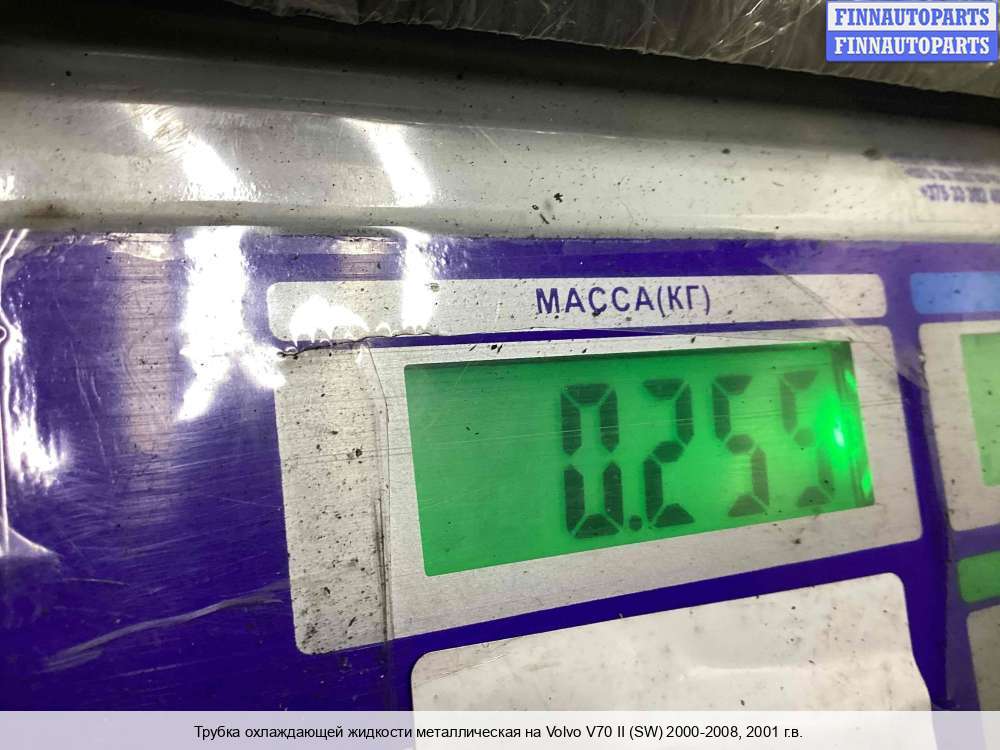 FINNAUTOPARTS
FINNAUTOPARTS
МАССА(КГ)
0.255
Трубка охлаждающей жидкости металлическая на Volvo V70 II (SW) 2000-2008, 2001 г.в.